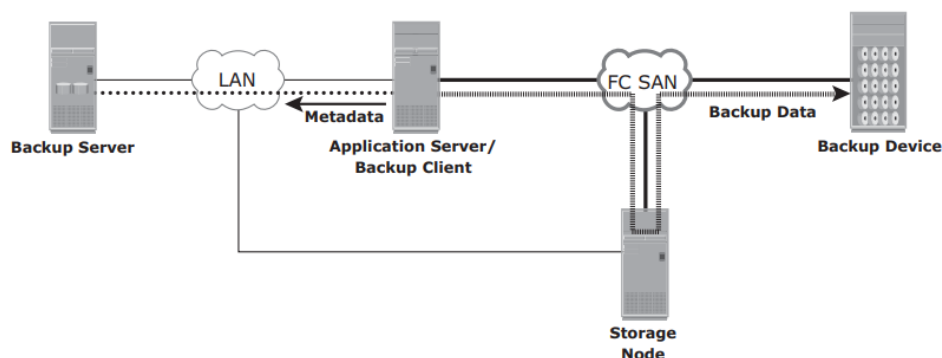 LAN
FC SAN
Metadata
Backup Data
Backup Server
Application Server/
Backup Client
Backup Device
Storage
Node